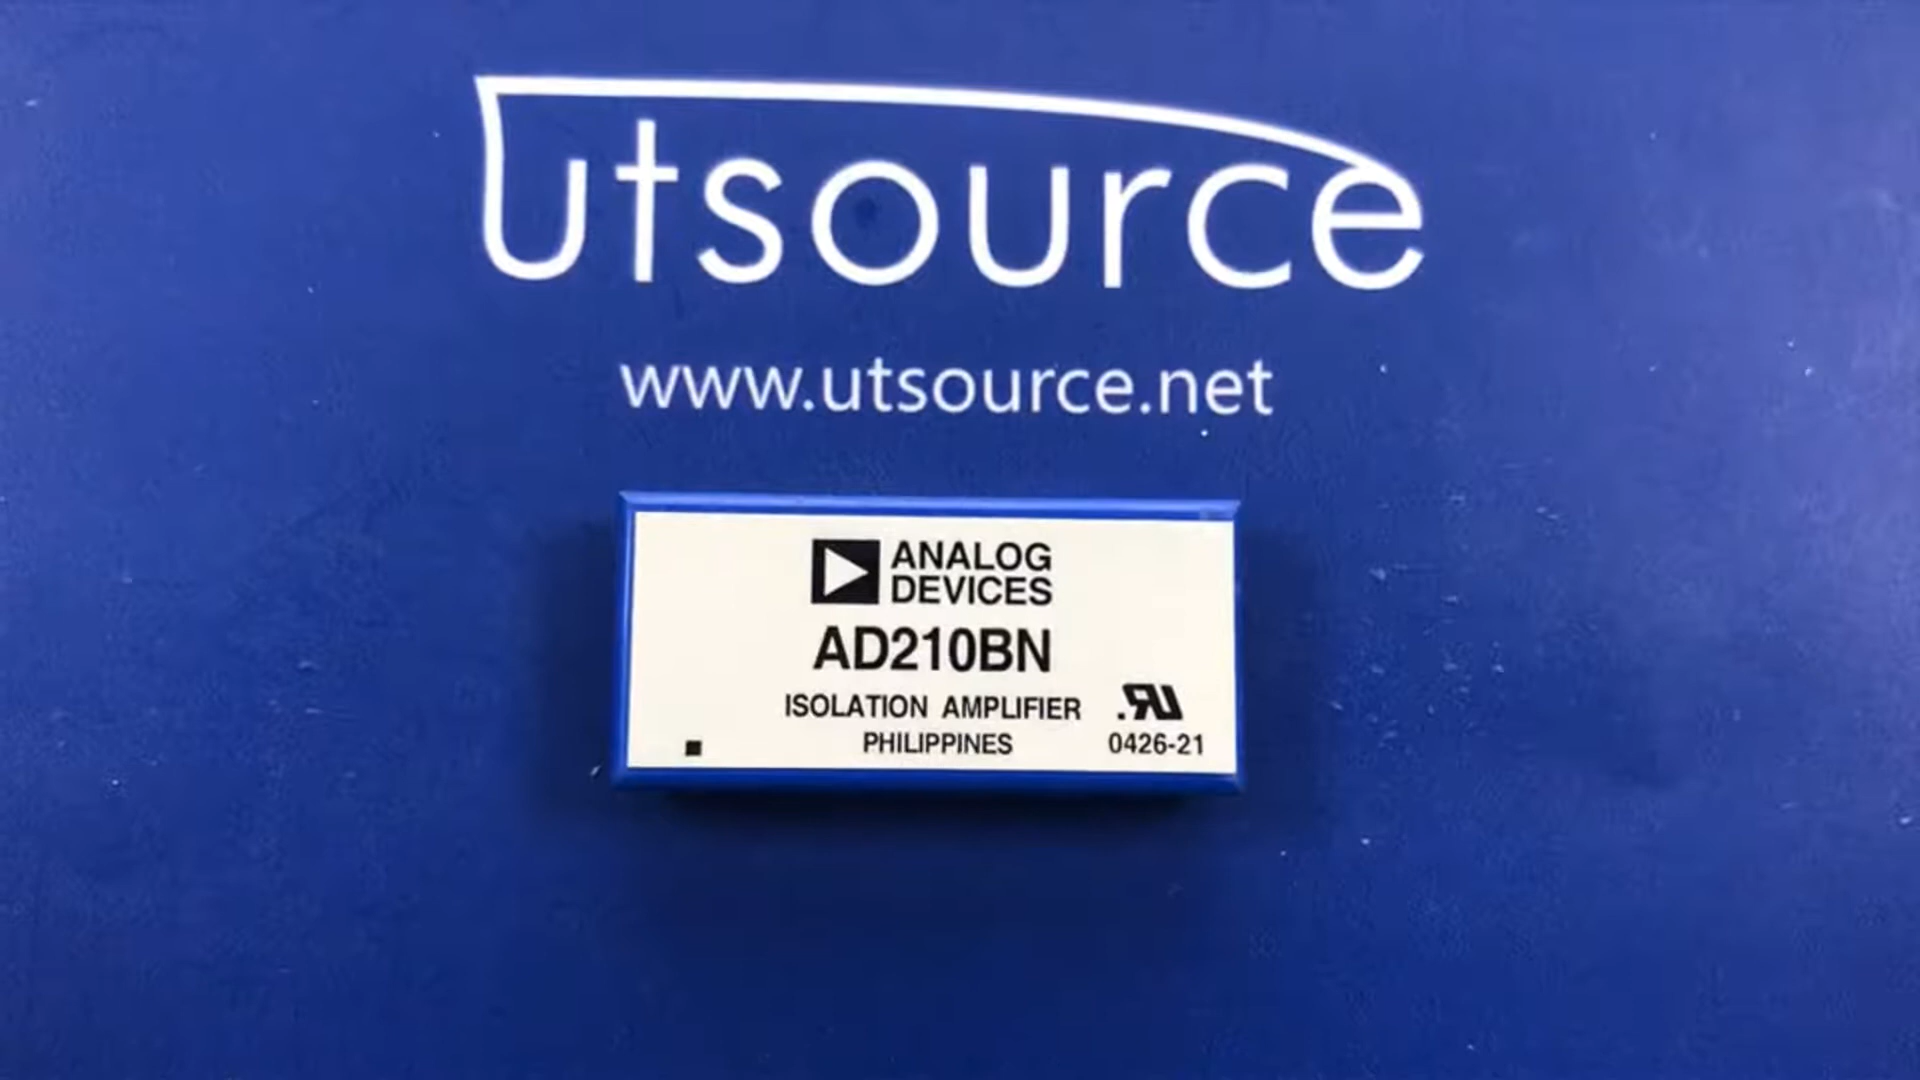 utsource
www.utsource.net
ANALOG
DEVICES
AD210BN
ISOLATION AMPLIFIER
PHILIPPINES
0426-21